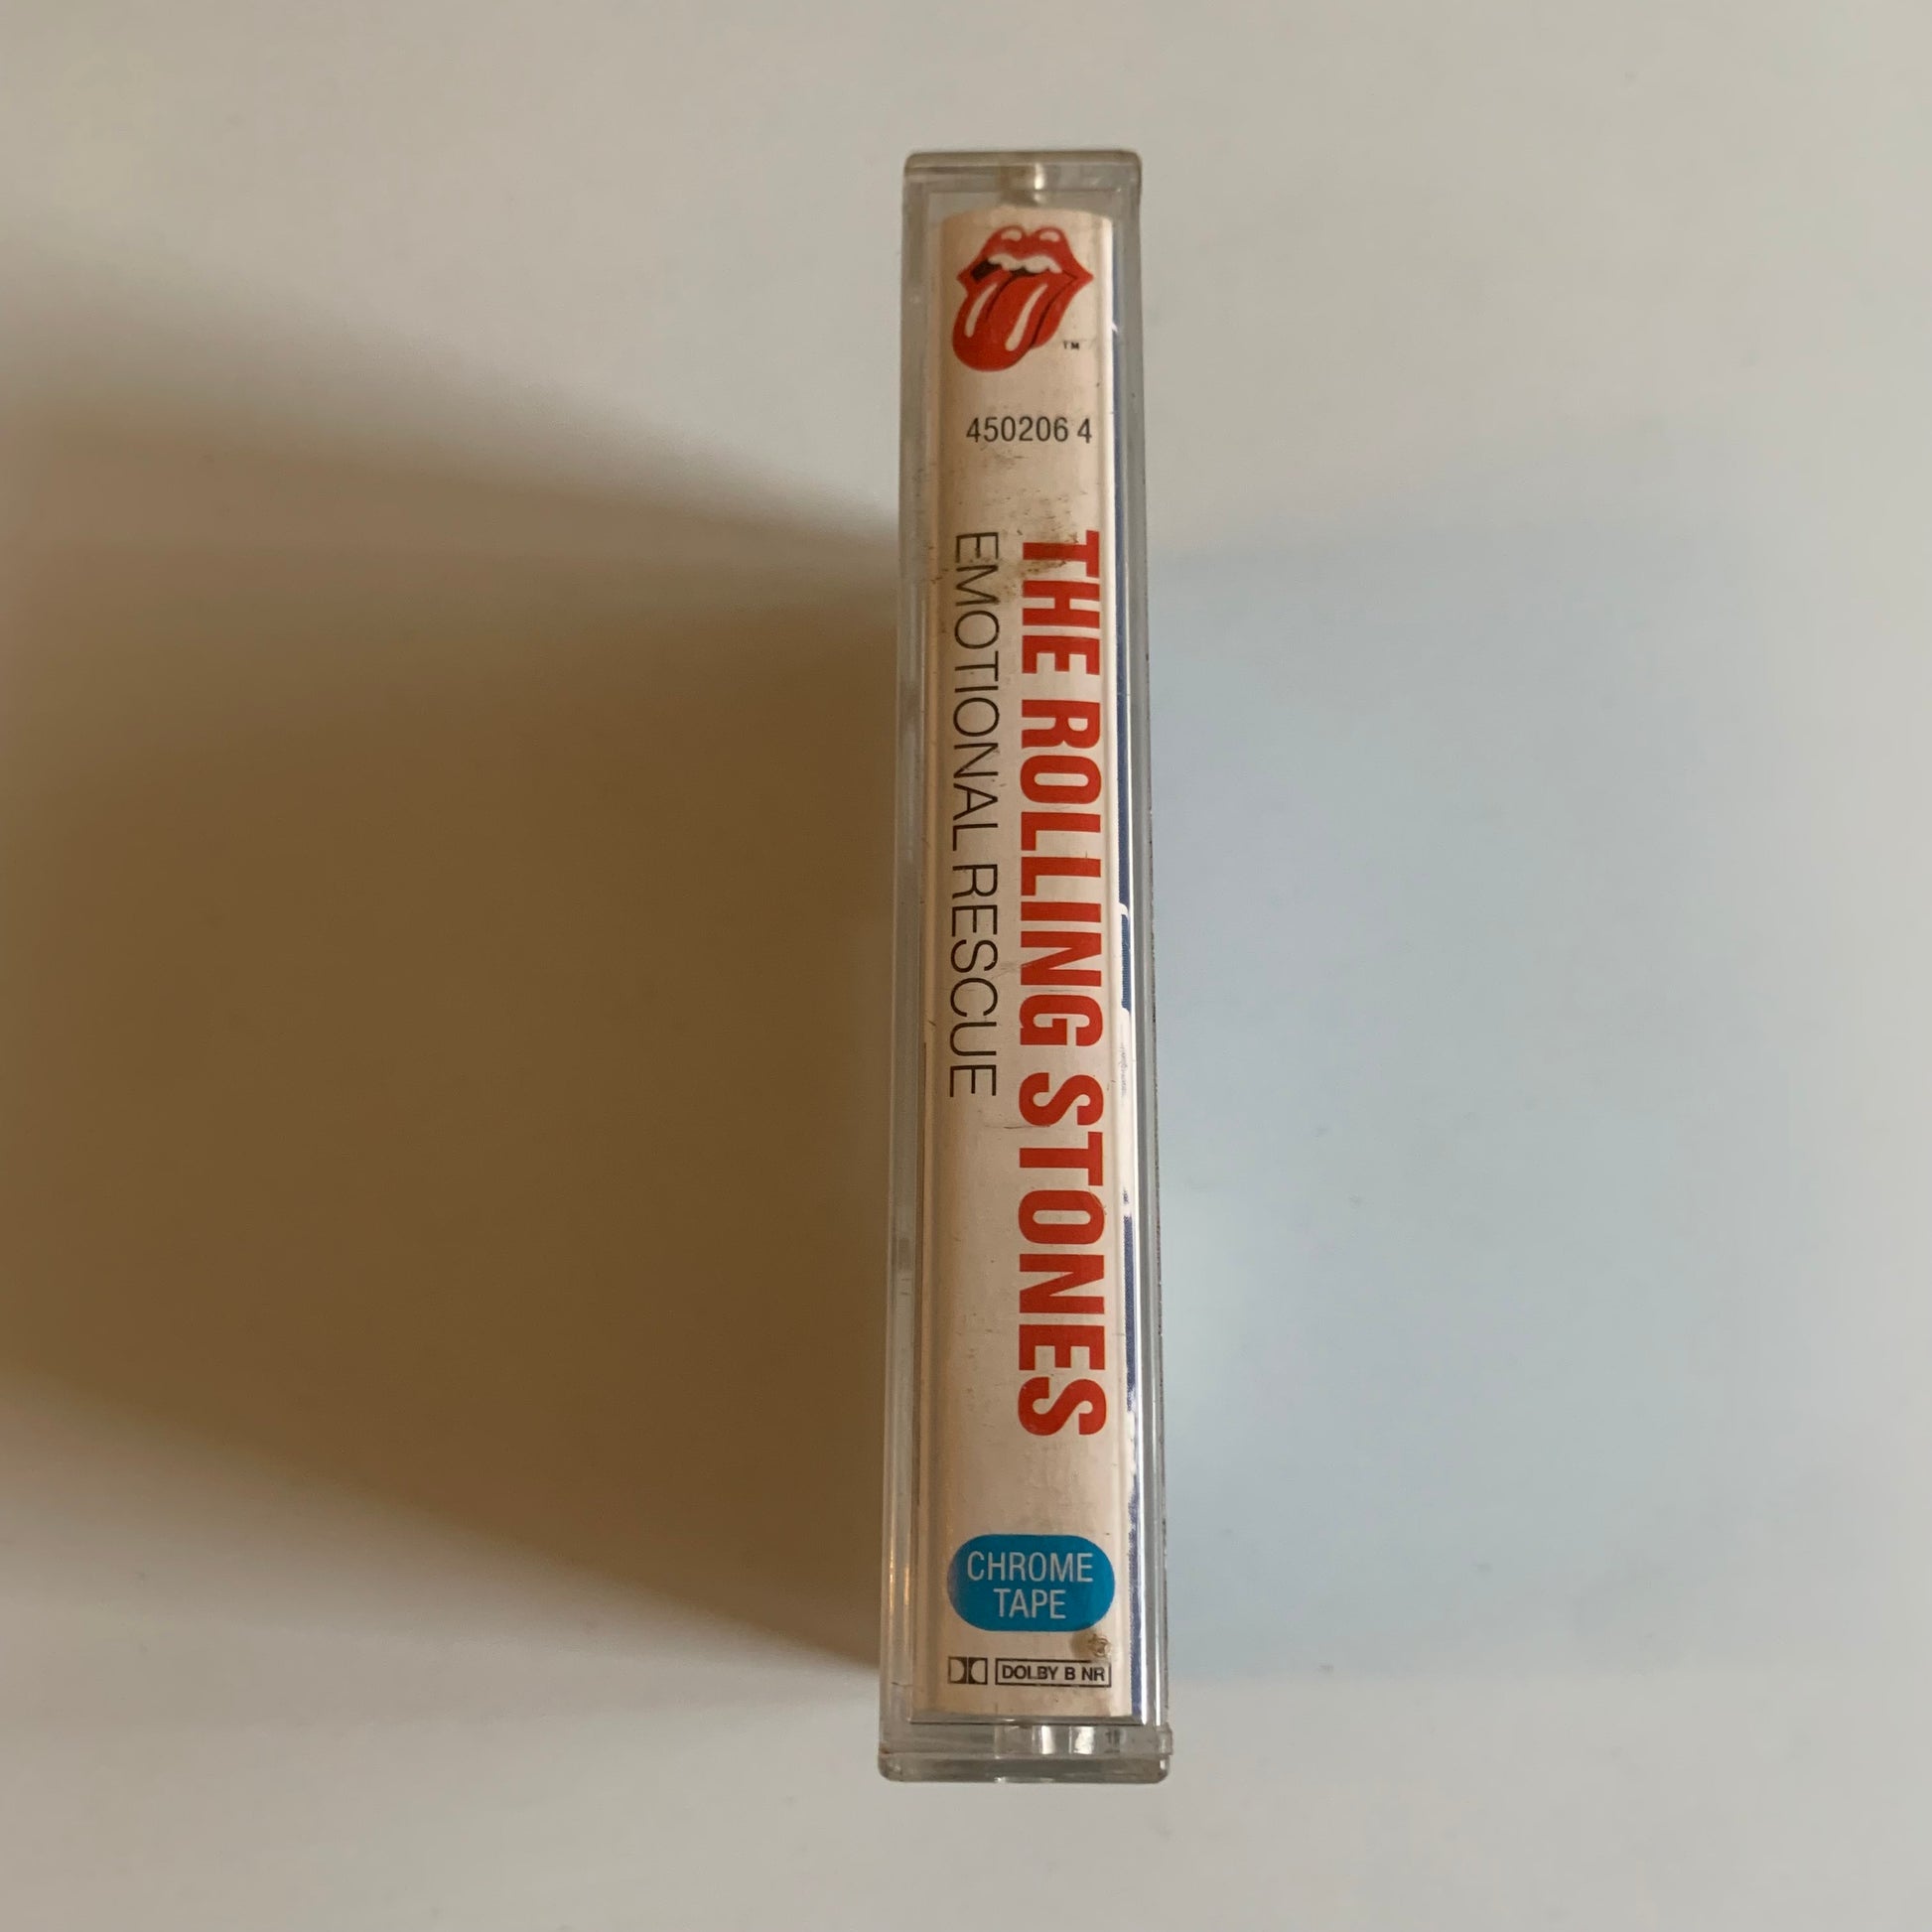 TM
450206 4
THE ROLLING STONES
EMOTIONAL RESCUE
CHROME
TAPE
DOLBY B NR